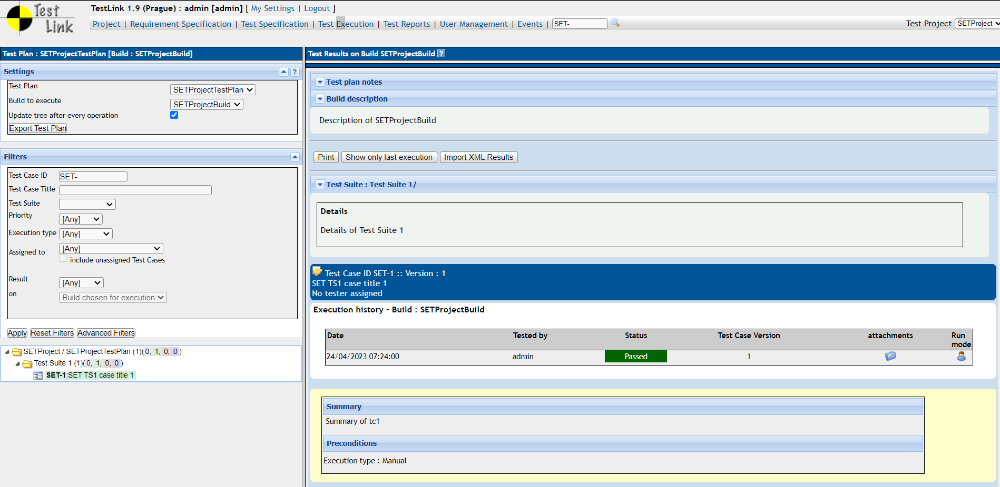 Test
Link
TestLink 1.9 (Prague) : admin [admin] [ My Settings | Logout ]
Project | Requirement Specification | Test Specification | Test Execution | Test Reports | User Management | Events | SET-
Test Project SETProject
Test Plan : SETProjectTestPlan [Build : SETProjectBuild]
Settings
?
Test Plan SETProjectTestPlan
Build to execute SETProjectBuild
Update tree after every operation
Export Test Plan
Filters
Test Case ID SET-
Test Case Title
Test Suite
Priority [Any]
Execution type [Any]
Assigned to [Any]
include unassigned Test Cases
Result [Any]
on Build chosen for execution
Apply Reset Filters Advanced Filters
SETProject / SETProjectTestPlan (1)(0, 1, 0, 0)
Test Suite 1 (1)(0, 1, 0, 0)
SET-1:SET TS1 case title 1
Test Results on Build SETProjectBuild ?
Test plan notes
Build description
Description of SETProjectBuild
Print Show only last execution Import XML Results
Test Suite : Test Suite 1/
Details
Details of Test Suite 1
Test Case ID SET-1 :: Version : 1
SET TS1 case title 1
No tester assigned
Execution history - Build : SETProjectBuild
Date Tested by Status Test Case Version attachments Run mode
24/04/2023 07:24:00 admin Passed 1
Summary
Summary of tc1
Preconditions
Execution type : Manual